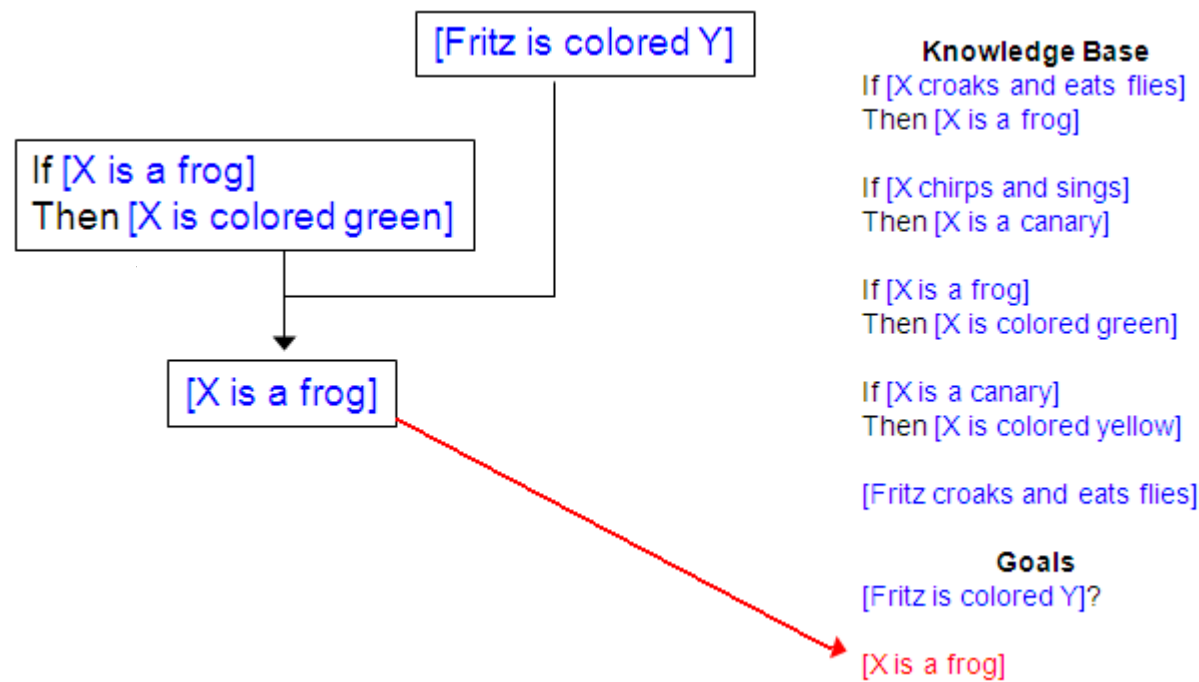 [Fritz is colored Y]
If [X is a frog]
Then [X is colored green]
[X is a frog]
Knowledge Base
If [X croaks and eats flies]
Then [X is a frog]
If [X chirps and sings]
Then [X is a canary]
If [X is a frog]
Then [X is colored green]
If [X is a canary]
Then [X is colored yellow]
[Fritz croaks and eats flies]
Goals
[Fritz is colored Y]?
[X is a frog]